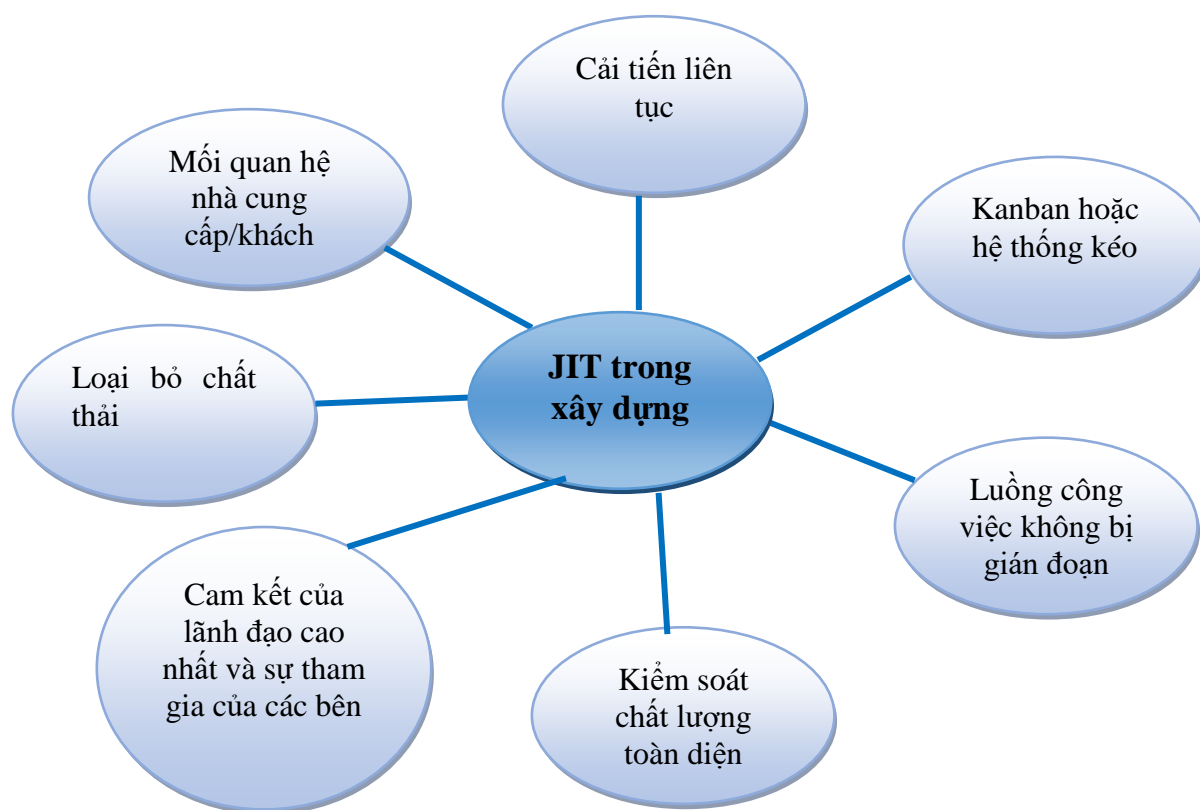 Cải tiến liên
tục
Mối quan hệ
nhà cung
cấp/khách
Kanban hoặc
hệ thống kéo
JIT trong
xây dựng
Loại bỏ chất
thải
Luồng công
việc không bị
gián đoạn
Cam kết của
lãnh đạo cao
nhất và sự tham
gia của các bên
Kiểm soát
chất lượng
toàn diện